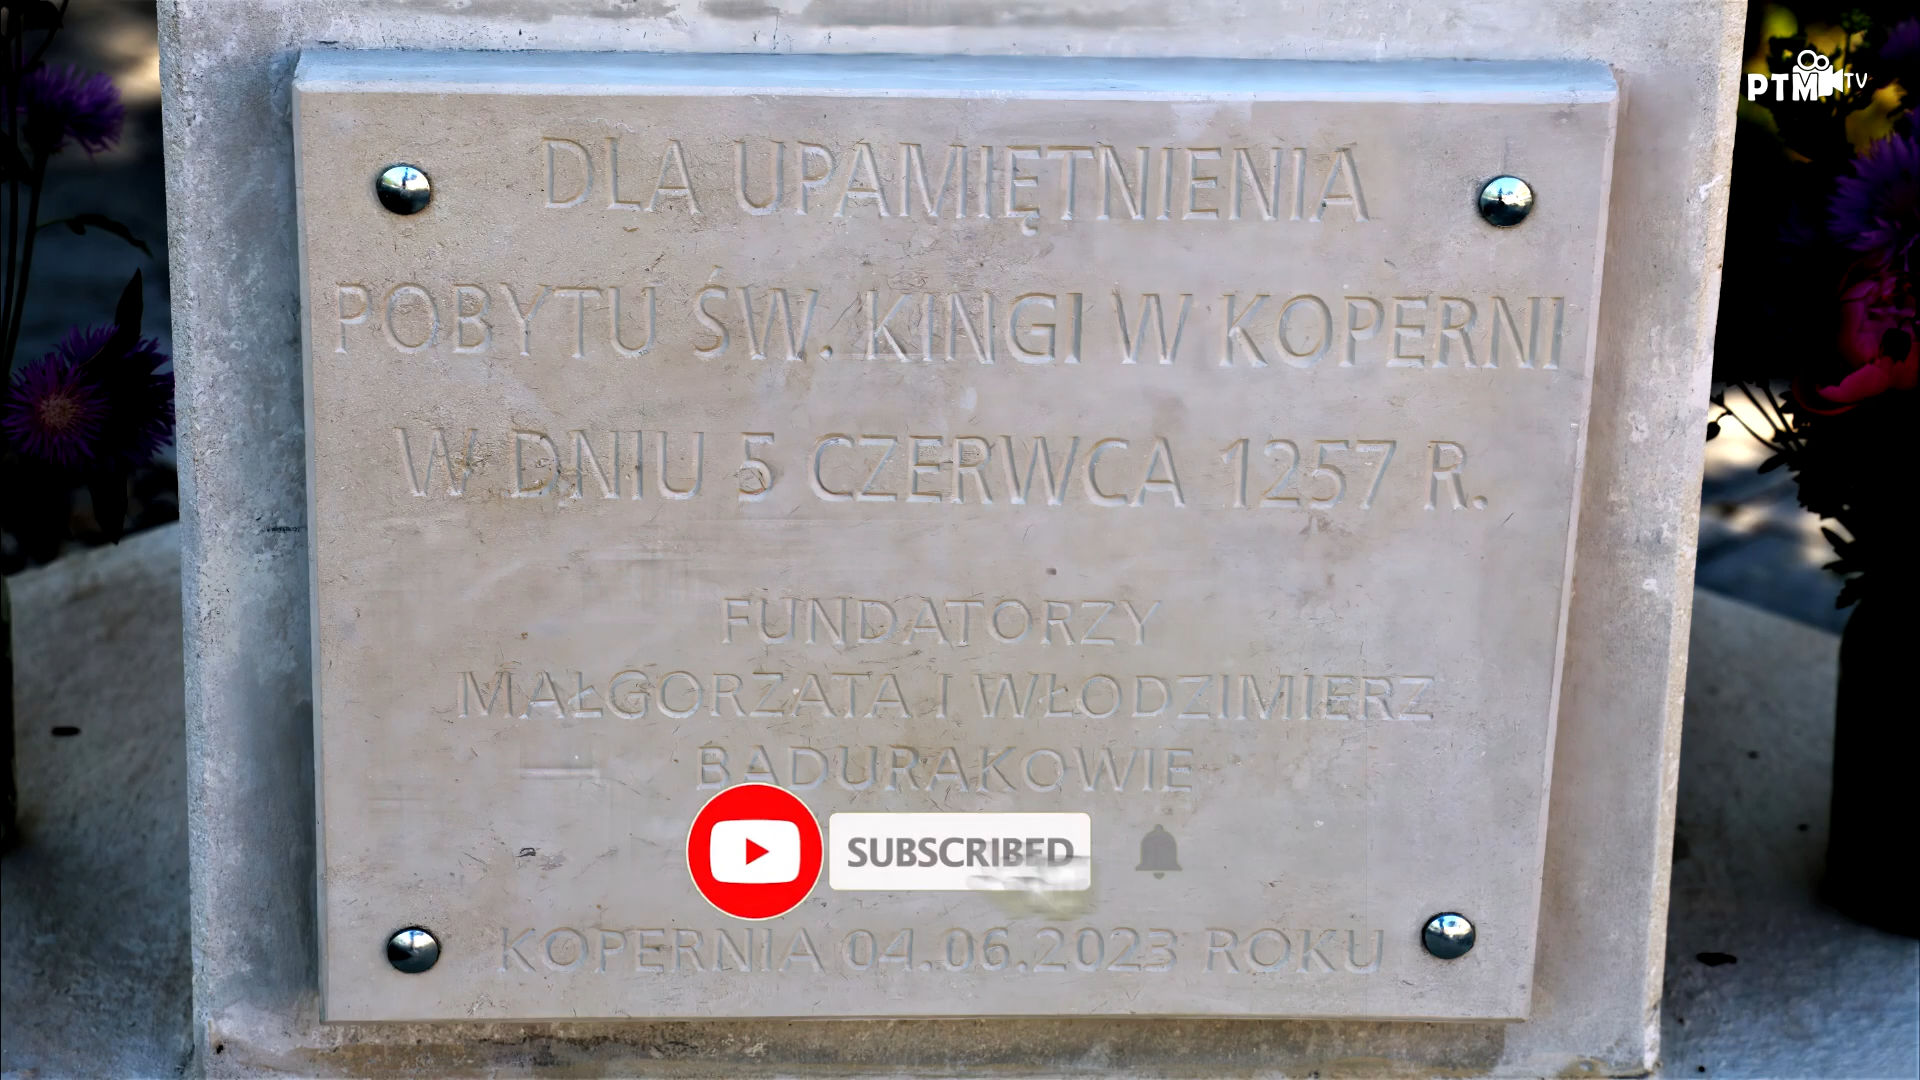 PTM TV
DLA UPAMIĘTNIENIA
POBYTU ŚW. KINGI W KOPERNI
W DNIU 5 CZERWCA 1257 R.
FUNDATORZY
MAŁGORZATA I WŁODZIMIERZ
BADURAKOWIE
SUBSCRIBED
KOPERNIA 04.06.2023 ROKU